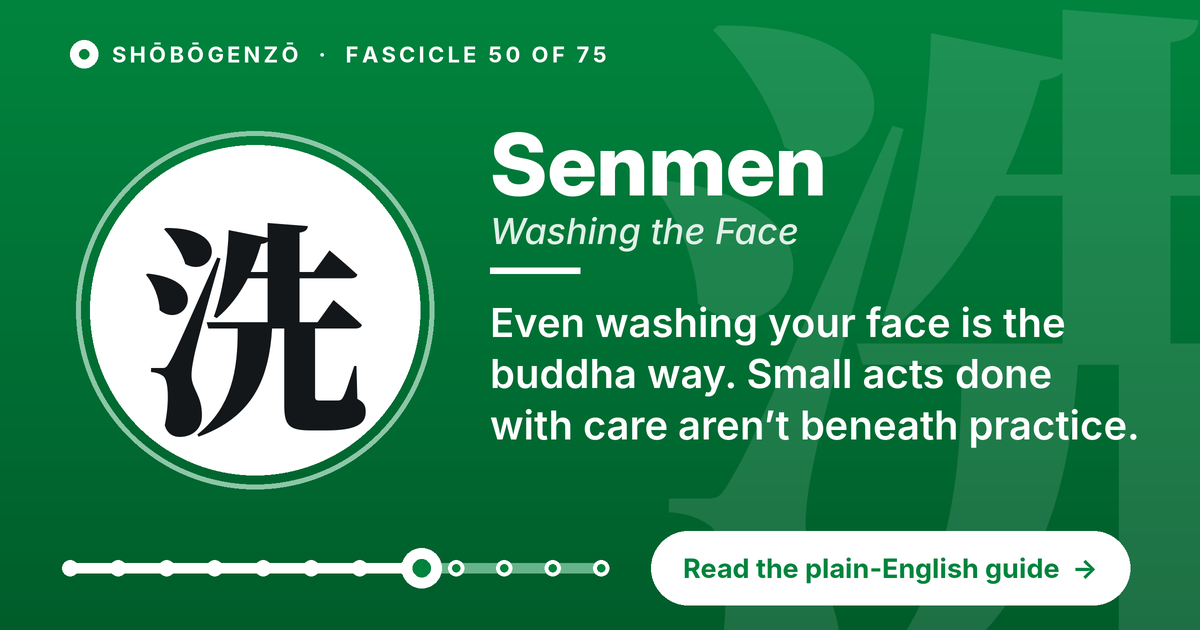 SHŌBŌGENZŌ · FASCICLE 50 OF 75
洗
Senmen
Washing the Face
Even washing your face is the
buddha way. Small acts done
with care aren’t beneath practice.
Read the plain-English guide →